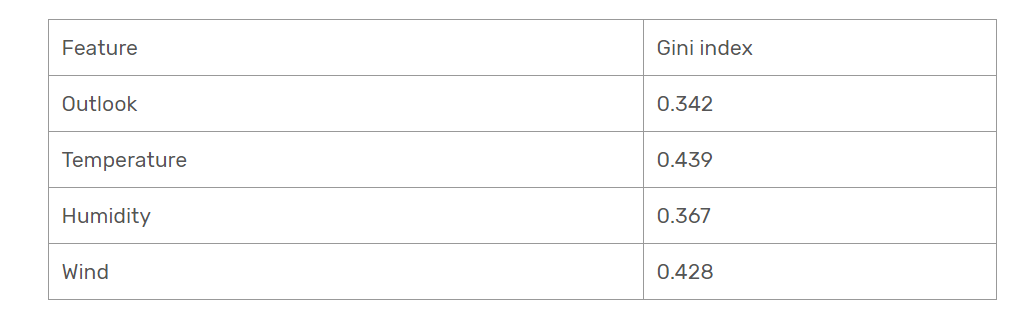 Feature Gini index
Outlook 0.342
Temperature 0.439
Humidity 0.367
Wind 0.428